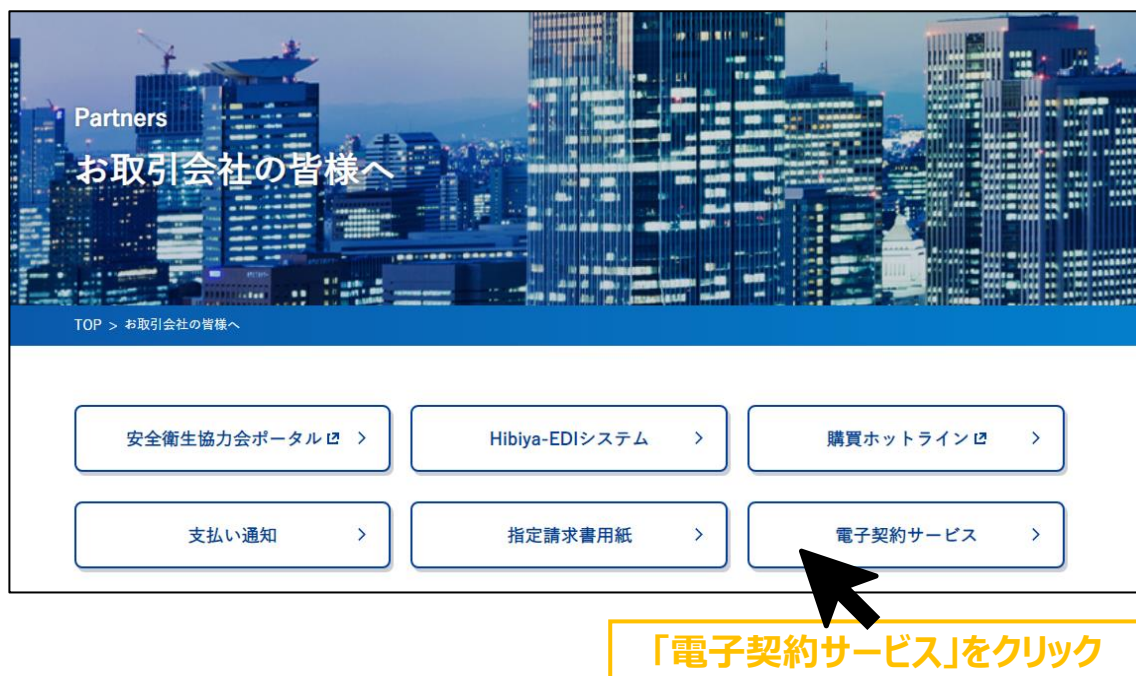 Partners
お取引会社の皆様へ
TOP > お取引会社の皆様へ
安全衛生協力会ポータル >
Hibiya-EDIシステム >
購買ホットライン >
支払い通知 >
指定請求書用紙 >
電子契約サービス >
「電子契約サービス」をクリック